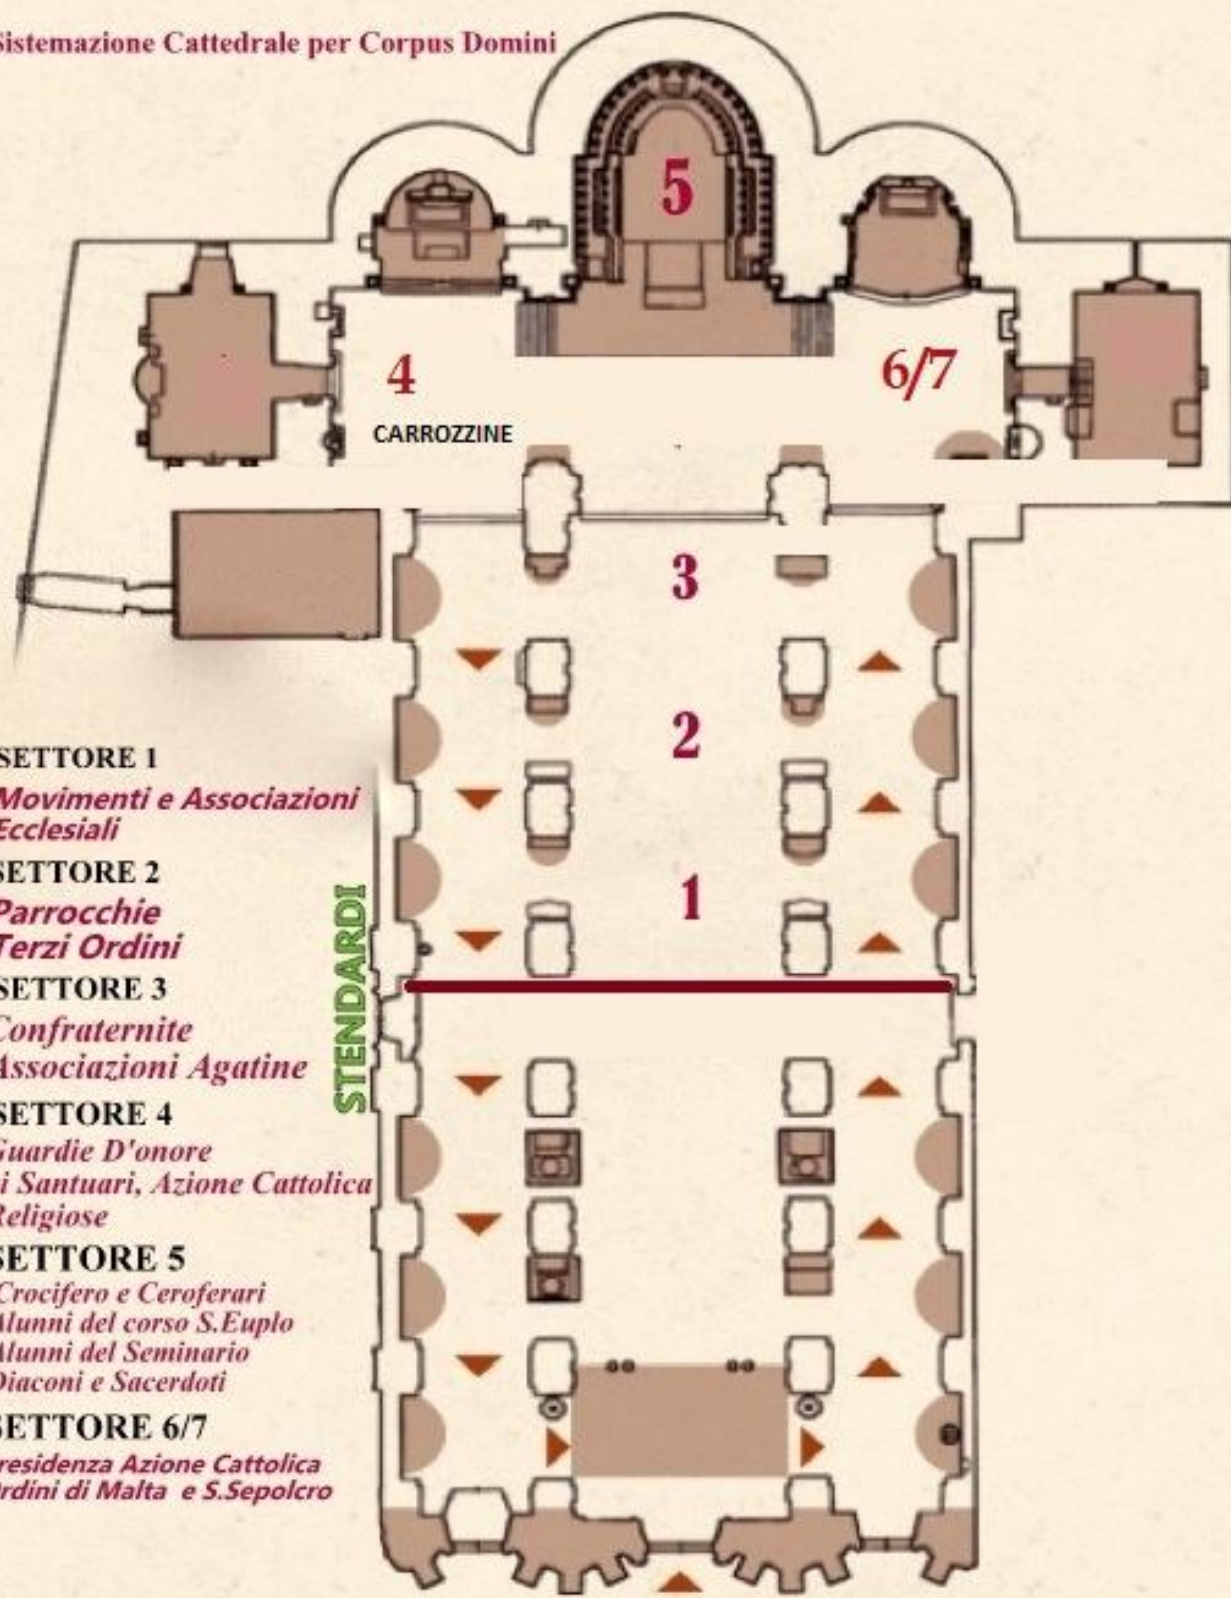 Sistemazione Cattedrale per Corpus Domini
5
4
6/7
CARROZZINE
3
2
1
STENDARDI
SETTORE 1
Movimenti e Associazioni
Ecclesiali
SETTORE 2
Parrocchie
Terzi Ordini
SETTORE 3
Confraternite
Associazioni Agatine
SETTORE 4
Guardie D'onore
i Santuari, Azione Cattolica
Religiose
SETTORE 5
Crocifero e Ceroferari
Alunni del corso S.Euplo
Alunni del Seminario
Diaconi e Sacerdoti
SETTORE 6/7
residenza Azione Cattolica
rdini di Malta e S.Sepolcro